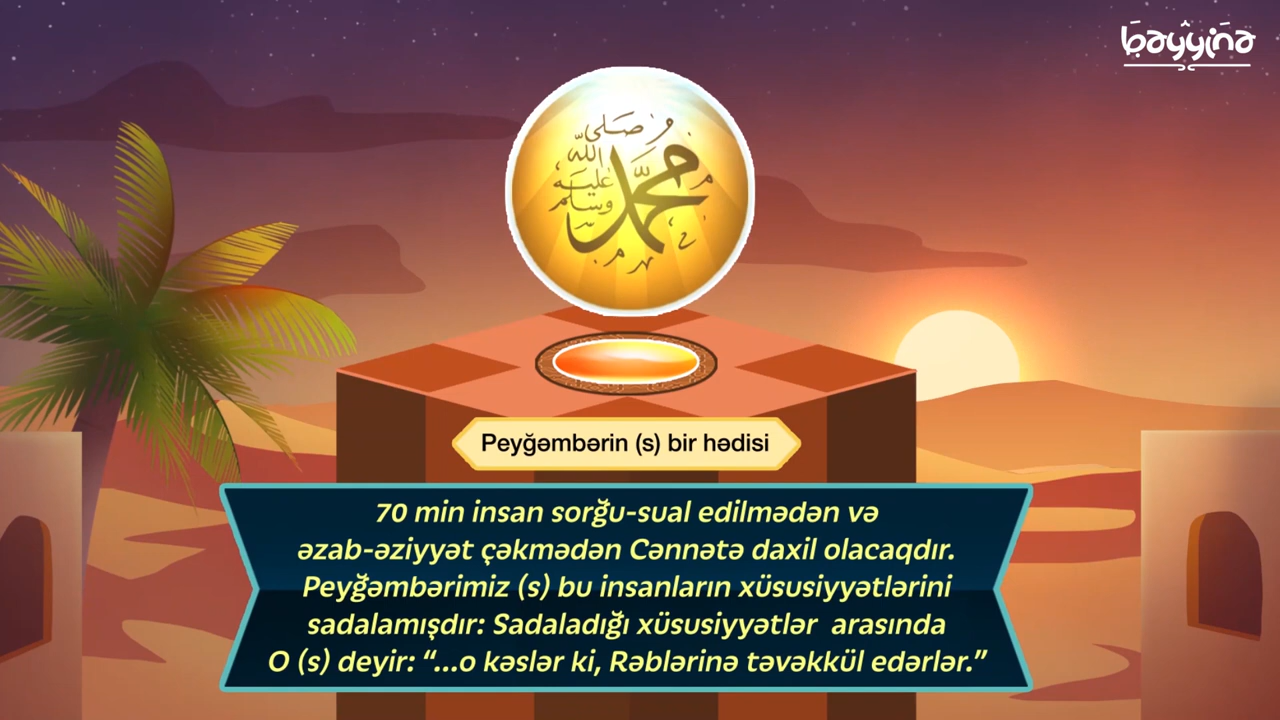 bayyina
محمد
صلى
الله
عليه
وسلم
Peyğəmbərin (s) bir hədisi
70 min insan sorğu-sual edilmədən və
əzab-əziyyət çəkmədən Cənnətə daxil olacaqdır.
Peyğəmbərimiz (s) bu insanların xüsusiyyətlərini
sadalamışdır: Sadaladığı xüsusiyyətlər arasında
O (s) deyir: “...o kəslər ki, Rəblərinə təvəkkül edərlər.”